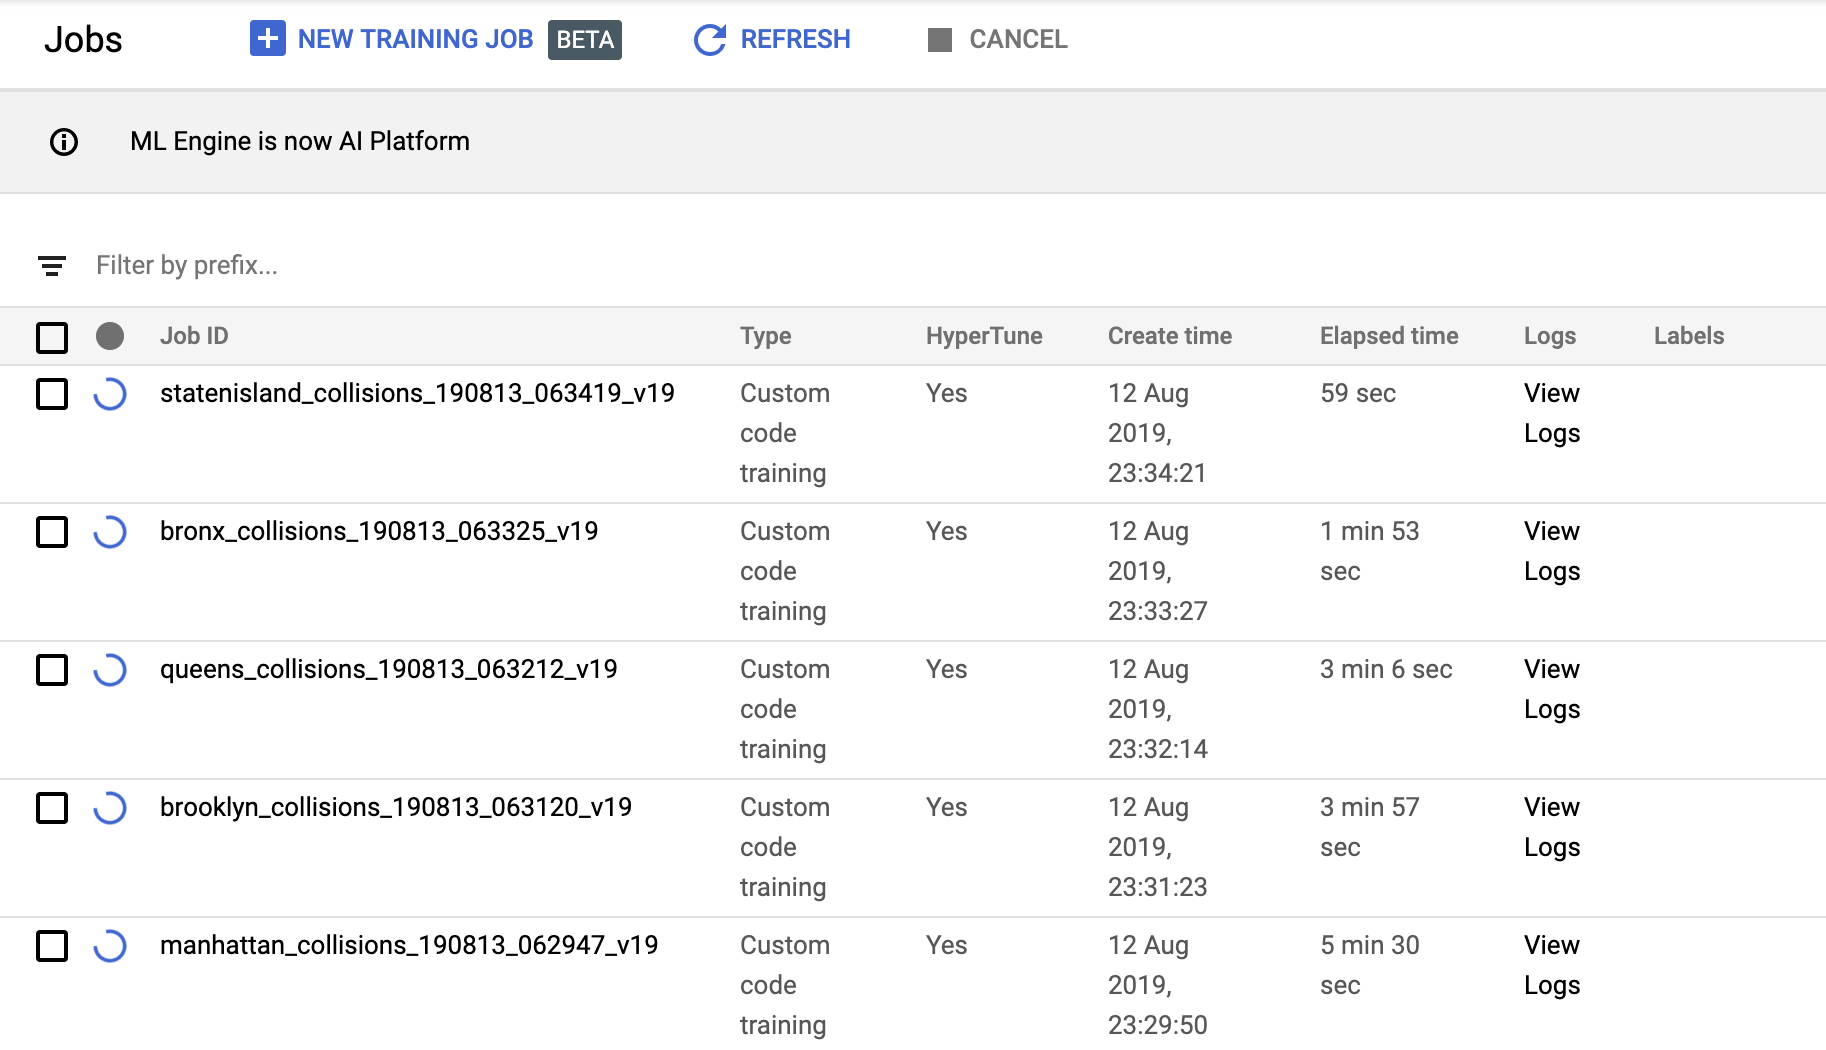 Jobs NEW TRAINING JOB BETA REFRESH CANCEL
ML Engine is now AI Platform
Filter by prefix...
Job ID Type HyperTune Create time Elapsed time Logs Labels
statenisland_collisions_190813_063419_v19 Custom Yes 12 Aug 59 sec View
code 2019, Logs
training 23:34:21
bronx_collisions_190813_063325_v19 Custom Yes 12 Aug 1 min 53 View
code 2019, sec Logs
training 23:33:27
queens_collisions_190813_063212_v19 Custom Yes 12 Aug 3 min 6 sec View
code 2019, Logs
training 23:32:14
brooklyn_collisions_190813_063120_v19 Custom Yes 12 Aug 3 min 57 View
code 2019, sec Logs
training 23:31:23
manhattan_collisions_190813_062947_v19 Custom Yes 12 Aug 5 min 30 View
code 2019, sec Logs
training 23:29:50